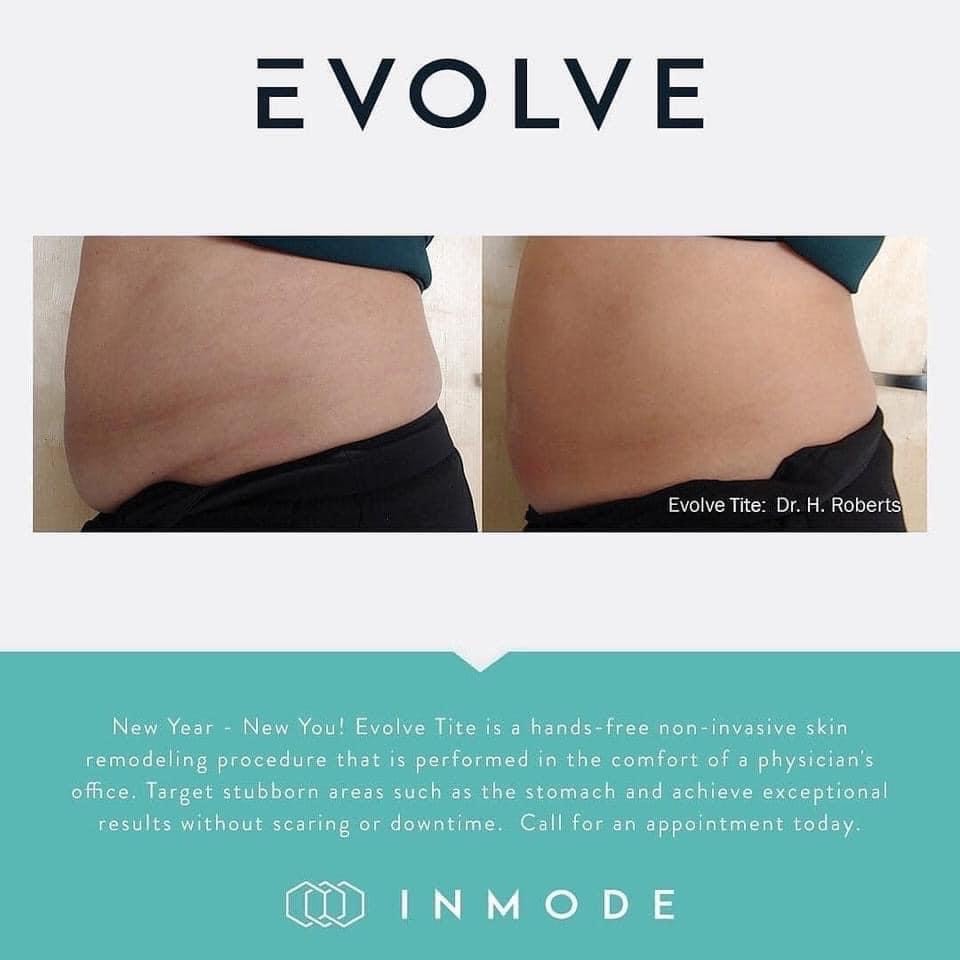 EVOLVE
Evolve Tite: Dr. H. Roberts
New Year - New You! Evolve Tite is a hands-free non-invasive skin
remodeling procedure that is performed in the comfort of a physician's
office. Target stubborn areas such as the stomach and achieve exceptional
results without scaring or downtime. Call for an appointment today.
INMODE